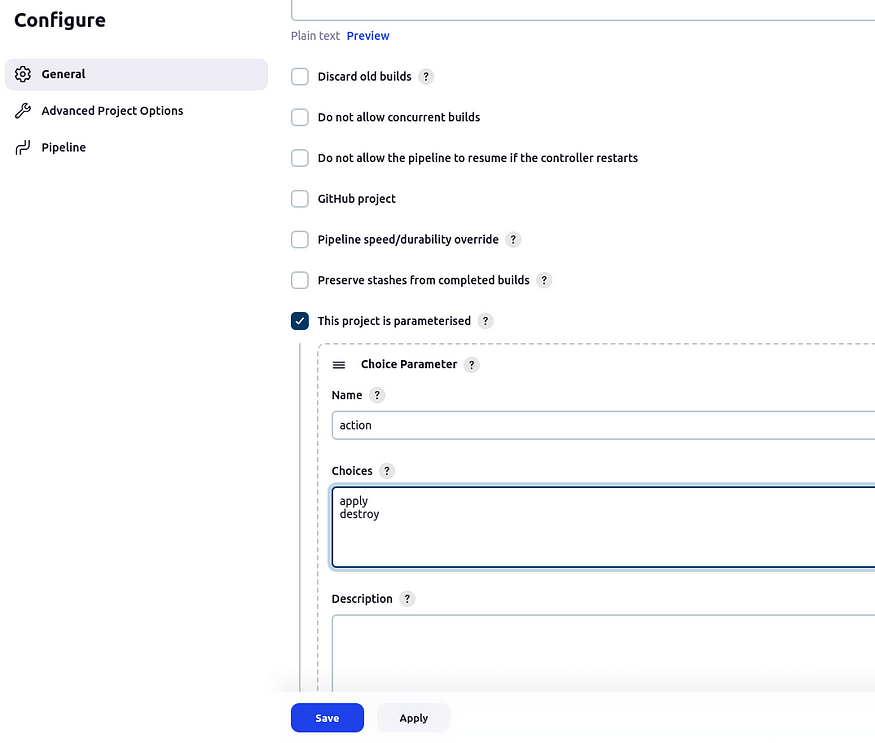 Configure
General
Advanced Project Options
Pipeline
Plain text Preview
Discard old builds ?
Do not allow concurrent builds
Do not allow the pipeline to resume if the controller restarts
GitHub project
Pipeline speed/durability override ?
Preserve stashes from completed builds ?
This project is parameterised ?
Choice Parameter ?
Name ?
action
Choices ?
apply
destroy
Description ?
Save Apply